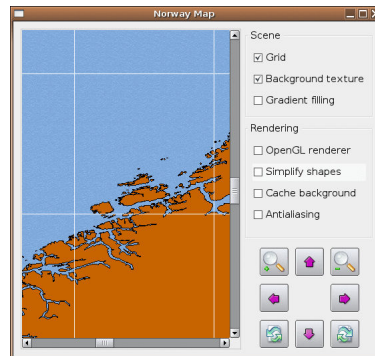 Norway Map
Scene
Grid
Background texture
Gradient filling
Rendering
OpenGL renderer
Simplify shapes
Cache background
Antialiasing